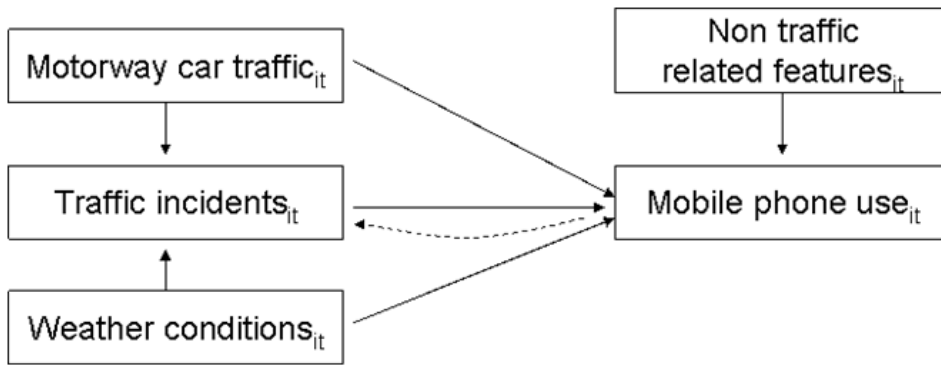 Motorway car traffic_it
Non traffic
related features_it
Traffic incidents_it
Mobile phone use_it
Weather conditions_it